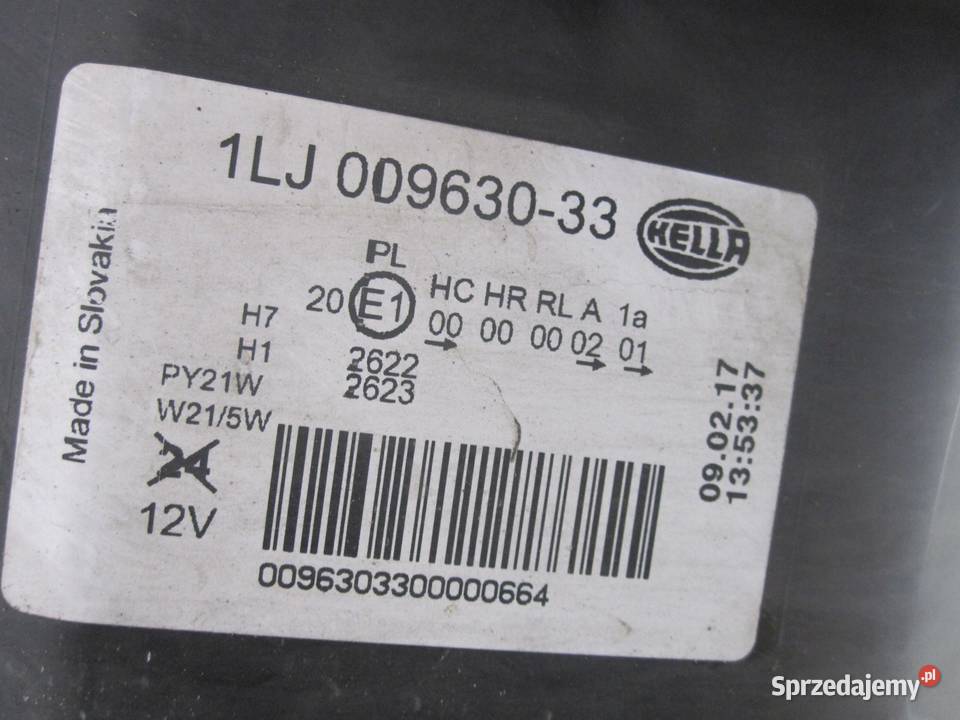 1LJ 009630-33
HELLA
PL
20 E1 HC HR RL A 1a
00 00 00 02 01
H7
H1
PY21W
W21/5W
2622
2623
24
12V
0096303300000664
Made in Slovakia
09.02.17
13:53:37
Sprzedajemy.pl